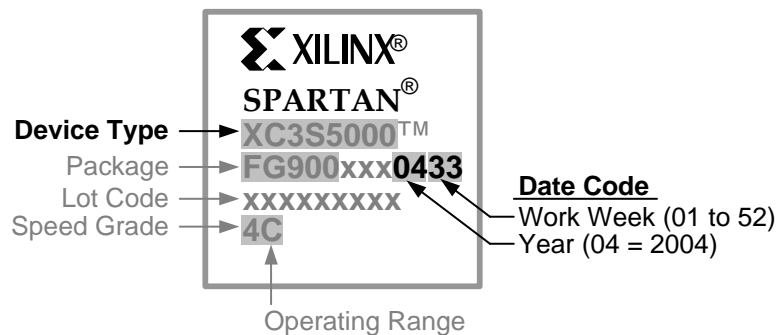 XILINX®
SPARTAN®
Device Type XC3S5000™
Package FG900xxx0433
Lot Code xxxxxxxxx
Speed Grade 4C
Operating Range
Date Code
Work Week (01 to 52)
Year (04 = 2004)